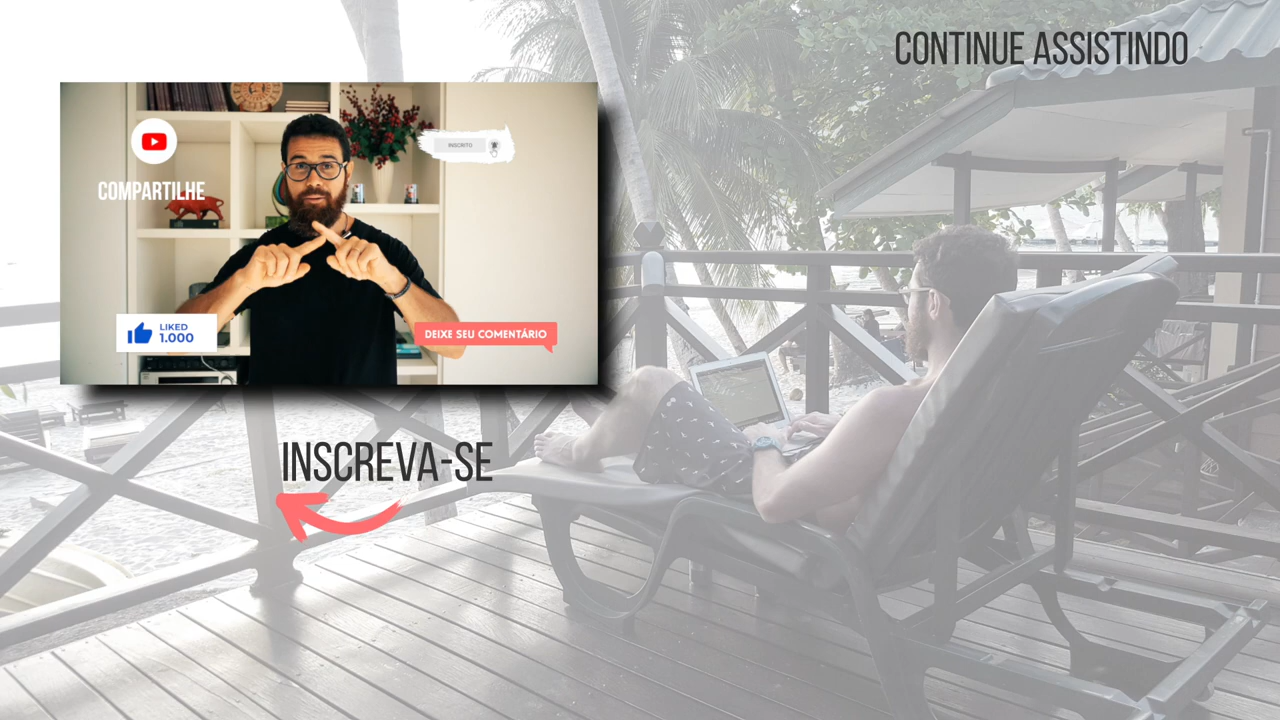 CONTINUE ASSISTINDO
INSCRITO
COMPARTILHE
LIKED
1.000
DEIXE SEU COMENTÁRIO
INSCREVA-SE